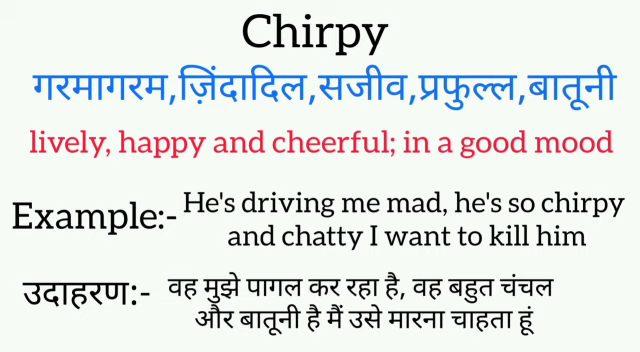 Chirpy
गरमागरम,ज़िंदादिल,सजीव,प्रफुल्ल,बातूनी
lively, happy and cheerful; in a good mood
Example:- He's driving me mad, he's so chirpy
and chatty I want to kill him
उदाहरण:- वह मुझे पागल कर रहा है, वह बहुत चंचल
और बातूनी है मैं उसे मारना चाहता हूं